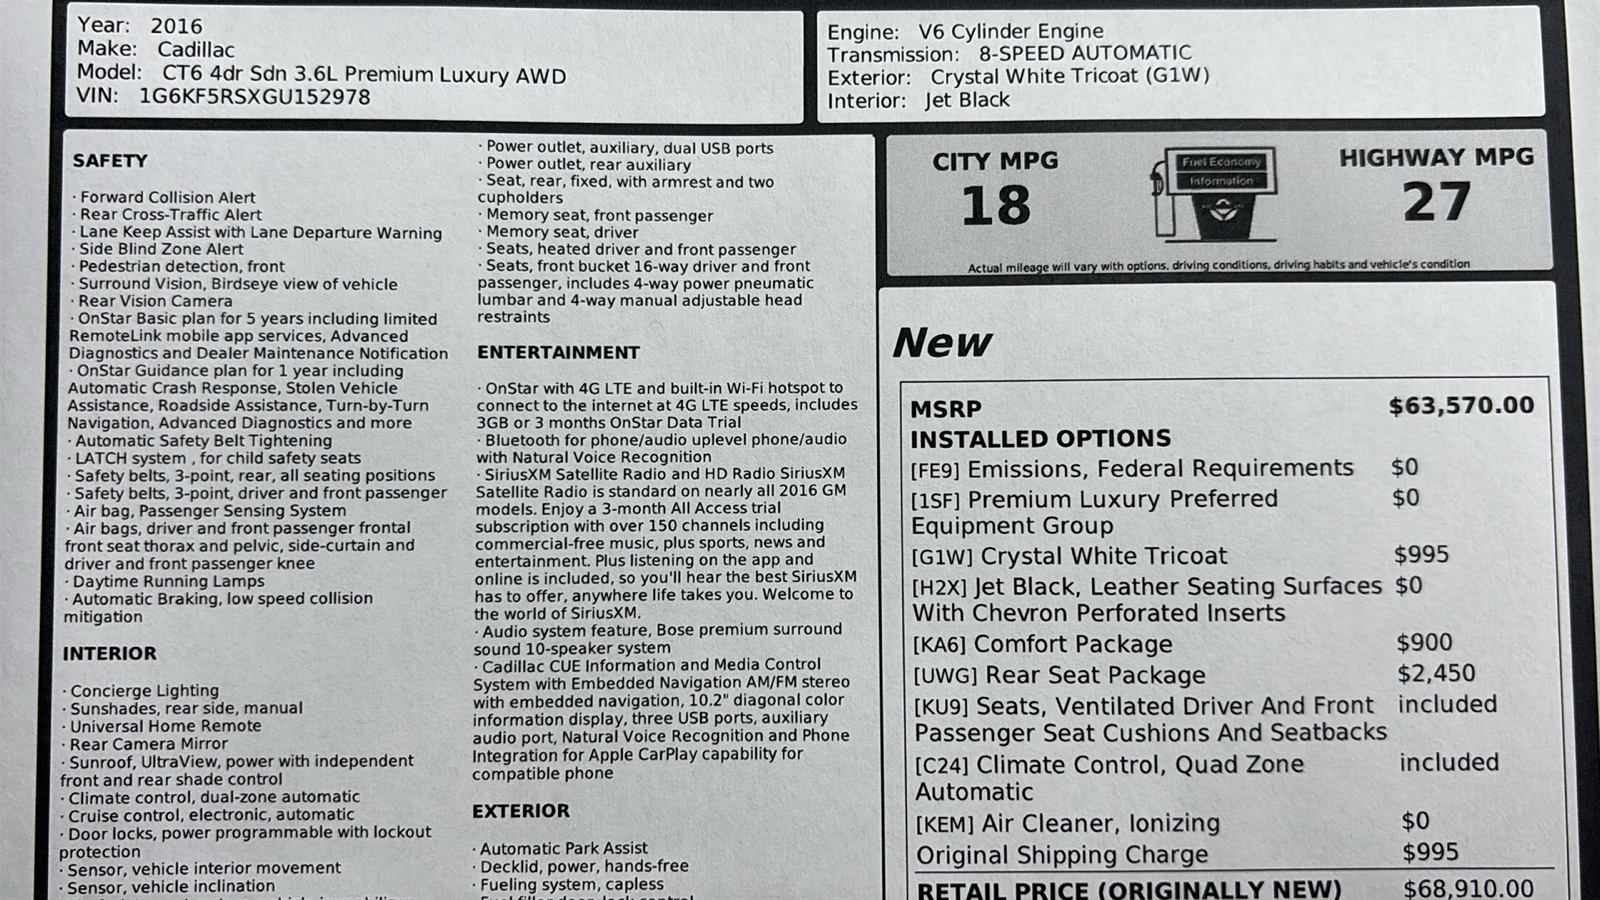 Year: 2016
Make: Cadillac
Model: CT6 4dr Sdn 3.6L Premium Luxury AWD
VIN: 1G6KF5RSXGU152978
Engine: V6 Cylinder Engine
Transmission: 8-SPEED AUTOMATIC
Exterior: Crystal White Tricoat (G1W)
Interior: Jet Black
SAFETY
· Forward Collision Alert
· Rear Cross-Traffic Alert
· Lane Keep Assist with Lane Departure Warning
· Side Blind Zone Alert
· Pedestrian detection, front
· Surround Vision, Birdseye view of vehicle
· Rear Vision Camera
· OnStar Basic plan for 5 years including limited
RemoteLink mobile app services, Advanced
Diagnostics and Dealer Maintenance Notification
· OnStar Guidance plan for 1 year including
Automatic Crash Response, Stolen Vehicle
Assistance, Roadside Assistance, Turn-by-Turn
Navigation, Advanced Diagnostics and more
· Automatic Safety Belt Tightening
· LATCH system , for child safety seats
· Safety belts, 3-point, rear, all seating positions
· Safety belts, 3-point, driver and front passenger
· Air bag, Passenger Sensing System
· Air bags, driver and front passenger frontal
front seat thorax and pelvic, side-curtain and
driver and front passenger knee
· Daytime Running Lamps
· Automatic Braking, low speed collision
mitigation
INTERIOR
· Concierge Lighting
· Sunshades, rear side, manual
· Universal Home Remote
· Rear Camera Mirror
· Sunroof, UltraView, power with independent
front and rear shade control
· Climate control, dual-zone automatic
· Cruise control, electronic, automatic
· Door locks, power programmable with lockout
protection
· Sensor, vehicle interior movement
· Sensor, vehicle inclination
· Power outlet, auxiliary, dual USB ports
· Power outlet, rear auxiliary
· Seat, rear, fixed, with armrest and two
cupholders
· Memory seat, front passenger
· Memory seat, driver
· Seats, heated driver and front passenger
· Seats, front bucket 16-way driver and front
passenger, includes 4-way power pneumatic
lumbar and 4-way manual adjustable head
restraints
ENTERTAINMENT
· OnStar with 4G LTE and built-in Wi-Fi hotspot to
connect to the internet at 4G LTE speeds, includes
3GB or 3 months OnStar Data Trial
· Bluetooth for phone/audio uplevel phone/audio
with Natural Voice Recognition
· SiriusXM Satellite Radio and HD Radio SiriusXM
Satellite Radio is standard on nearly all 2016 GM
models. Enjoy a 3-month All Access trial
subscription with over 150 channels including
commercial-free music, plus sports, news and
entertainment. Plus listening on the app and
online is included, so you'll hear the best SiriusXM
has to offer, anywhere life takes you. Welcome to
the world of SiriusXM.
· Audio system feature, Bose premium surround
sound 10-speaker system
· Cadillac CUE Information and Media Control
System with Embedded Navigation AM/FM stereo
with embedded navigation, 10.2" diagonal color
information display, three USB ports, auxiliary
audio port, Natural Voice Recognition and Phone
Integration for Apple CarPlay capability for
compatible phone
EXTERIOR
· Automatic Park Assist
· Decklid, power, hands-free
· Fueling system, capless
CITY MPG
18
Fuel Economy
Information
HIGHWAY MPG
27
Actual mileage will vary with options, driving conditions, driving habits and vehicle's condition
New
MSRP $63,570.00
INSTALLED OPTIONS
[FE9] Emissions, Federal Requirements $0
[1SF] Premium Luxury Preferred $0
Equipment Group
[G1W] Crystal White Tricoat $995
[H2X] Jet Black, Leather Seating Surfaces $0
With Chevron Perforated Inserts
[KA6] Comfort Package $900
[UWG] Rear Seat Package $2,450
[KU9] Seats, Ventilated Driver And Front included
Passenger Seat Cushions And Seatbacks
[C24] Climate Control, Quad Zone included
Automatic
[KEM] Air Cleaner, Ionizing $0
Original Shipping Charge $995
RETAIL PRICE (ORIGINALLY NEW) $68,910.00